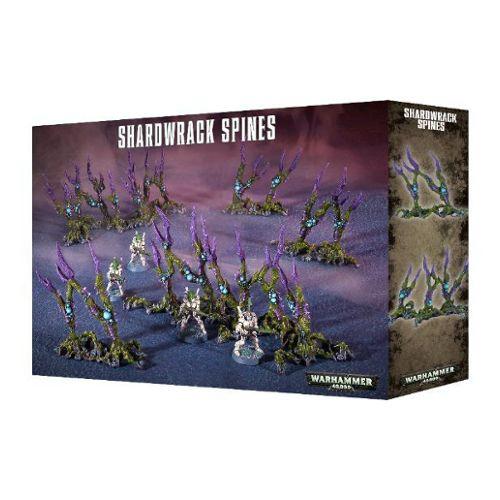 SHARDWRACK SPINES
WARHAMMER
40,000
SHARDWRACK
SPINES
WARHAMMER
40,000